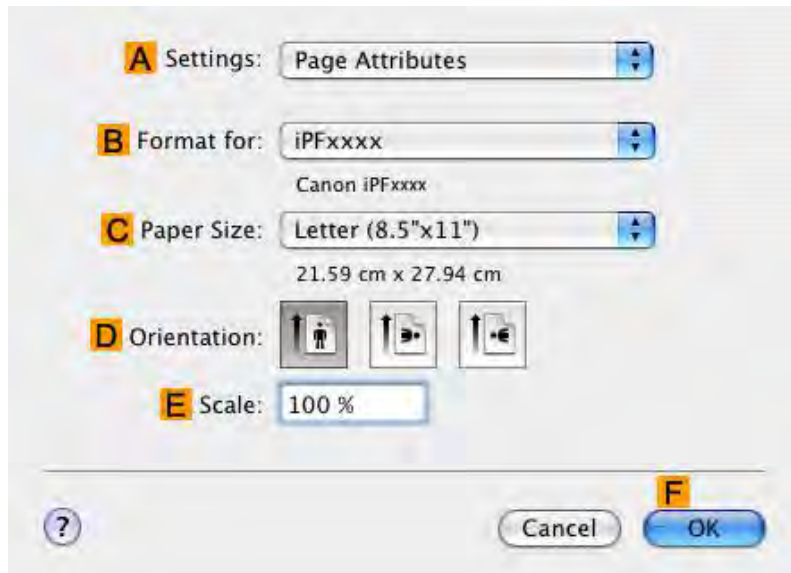 A Settings: Page Attributes
B Format for: iPFxxxx
Canon iPFxxxx
C Paper Size: Letter (8.5"x11")
21.59 cm x 27.94 cm
D Orientation:
E Scale: 100 %
F
? Cancel OK